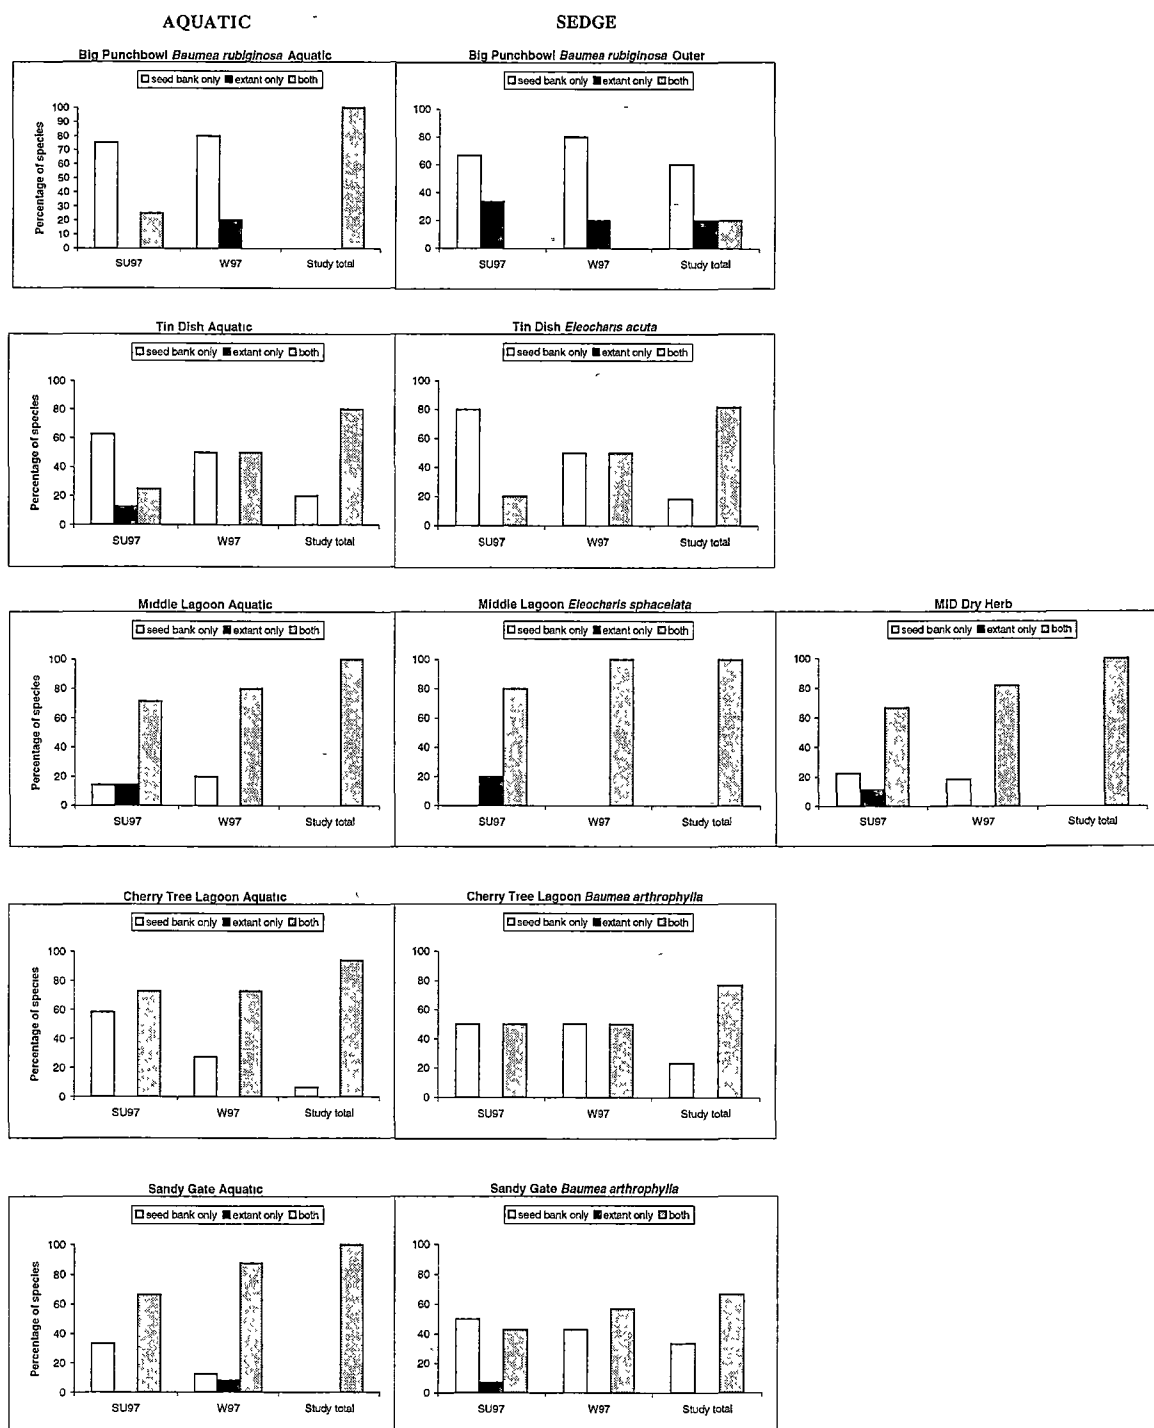 AQUATIC SEDGE
Big Punchbowl Baumea rubiginosa Aquatic
□ seed bank only ■ extant only □ both
Percentage of species
100
90
80
70
60
50
40
30
20
10
0
SU97 W97 Study total
Big Punchbowl Baumea rubiginosa Outer
□ seed bank only ■ extant only □ both
100
80
60
40
20
0
SU97 W97 Study total
Tin Dish Aquatic
□ seed bank only ■ extant only □ both
Percentage of species
100
80
60
40
20
0
SU97 W97 Study total
Tin Dish Eleocharis acuta
□ seed bank only ■ extant only □ both
100
80
60
40
20
0
SU97 W97 Study total
Middle Lagoon Aquatic
□ seed bank only ■ extant only □ both
Percentage of species
100
80
60
40
20
0
SU97 W97 Study total
Middle Lagoon Eleocharis sphacelata
□ seed bank only ■ extant only □ both
100
80
60
40
20
0
SU97 W97 Study total
MID Dry Herb
□ seed bank only ■ extant only □ both
100
80
60
40
20
0
SU97 W97 Study total
Cherry Tree Lagoon Aquatic
□ seed bank only ■ extant only □ both
Percentage of species
100
80
60
40
20
0
SU97 W97 Study total
Cherry Tree Lagoon Baumea arthrophylla
□ seed bank only ■ extant only □ both
100
80
60
40
20
0
SU97 W97 Study total
Sandy Gate Aquatic
□ seed bank only ■ extant only □ both
Percentage of species
100
80
60
40
20
0
SU97 W97 Study total
Sandy Gate Baumea arthrophylla
□ seed bank only ■ extant only □ both
100
80
60
40
20
0
SU97 W97 Study total